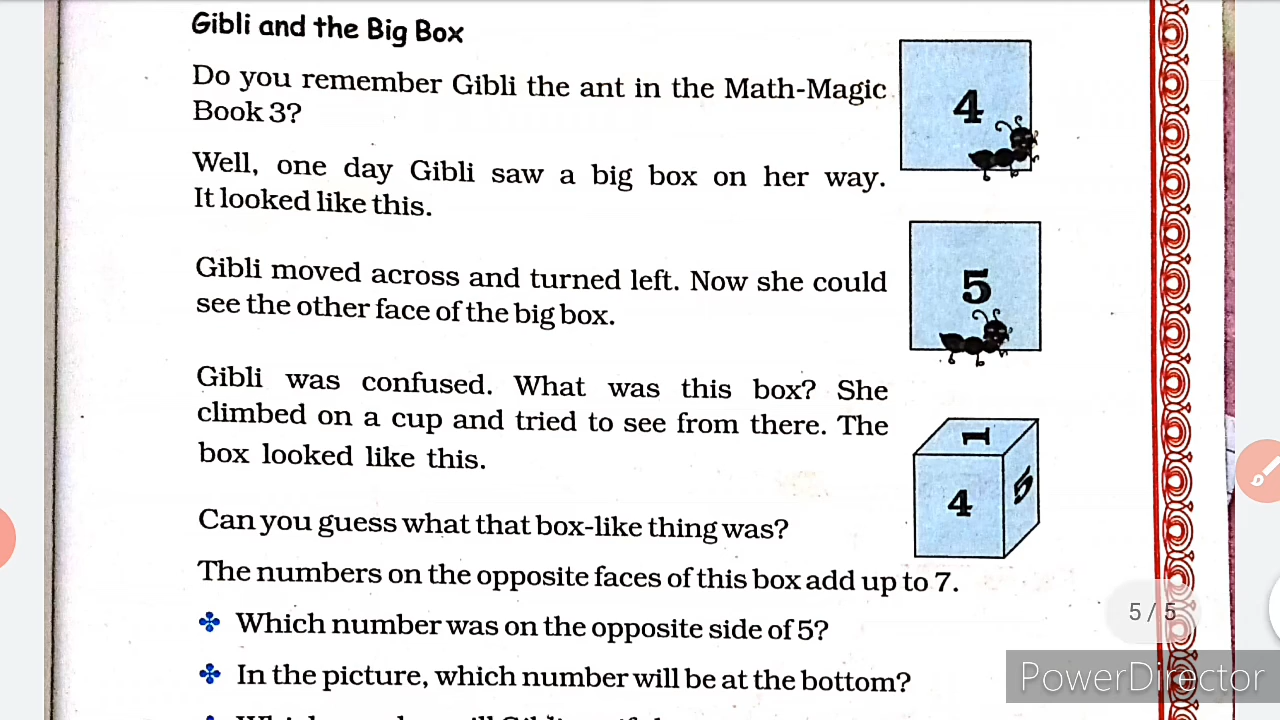 Gibli and the Big Box
Do you remember Gibli the ant in the Math-Magic
Book 3?
4
Well, one day Gibli saw a big box on her way.
It looked like this.
Gibli moved across and turned left. Now she could
see the other face of the big box.
5
Gibli was confused. What was this box? She
climbed on a cup and tried to see from there. The
box looked like this.
1
4
5
Can you guess what that box-like thing was?
The numbers on the opposite faces of this box add up to 7.
Which number was on the opposite side of 5?
In the picture, which number will be at the bottom?
5 / 5
PowerDirector